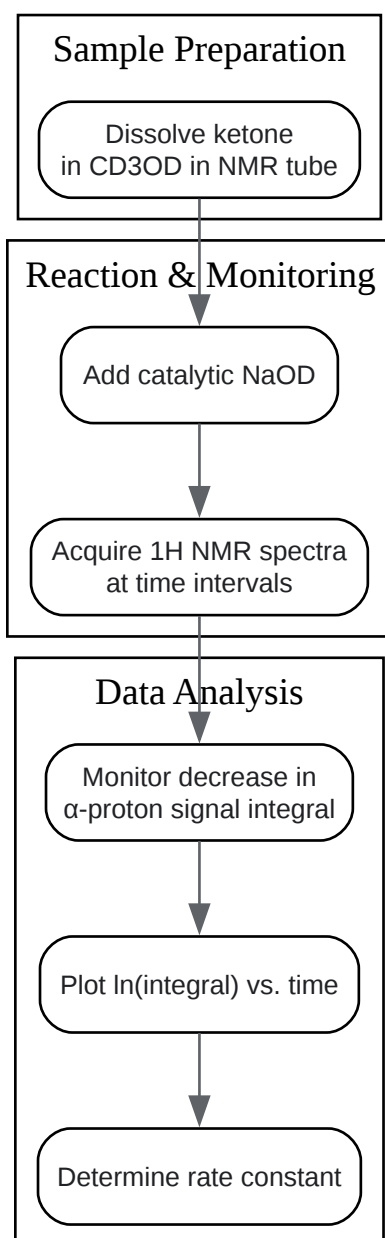 Sample Preparation
Dissolve ketone
in CD3OD in NMR tube
Reaction & Monitoring
Add catalytic NaOD
Acquire 1H NMR spectra
at time intervals
Data Analysis
Monitor decrease in
α-proton signal integral
Plot ln(integral) vs. time
Determine rate constant